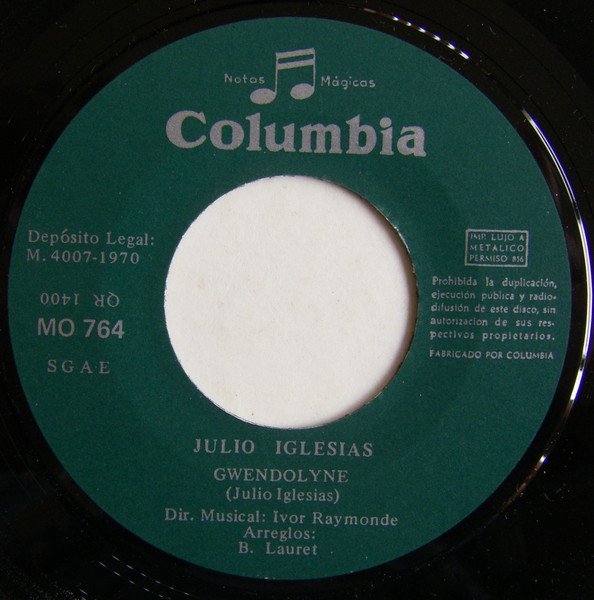 Notas Mágicas
Columbia
Depósito Legal:
M. 4007-1970
QR 1400
MO 764
SGAE
IMP. LUJO A
METALICO
PERMISO 816
Prohibida la duplicación,
ejecución publica y radio-
difusión de este disco, sin
autorizacion de sus res-
pectivos propietarios.
FABRICADO POR COLUMBIA
JULIO IGLESIAS
GWENDOLYNE
(Julio Iglesias)
Dir. Musical: Ivor Raymonde
Arreglos:
B. Lauret